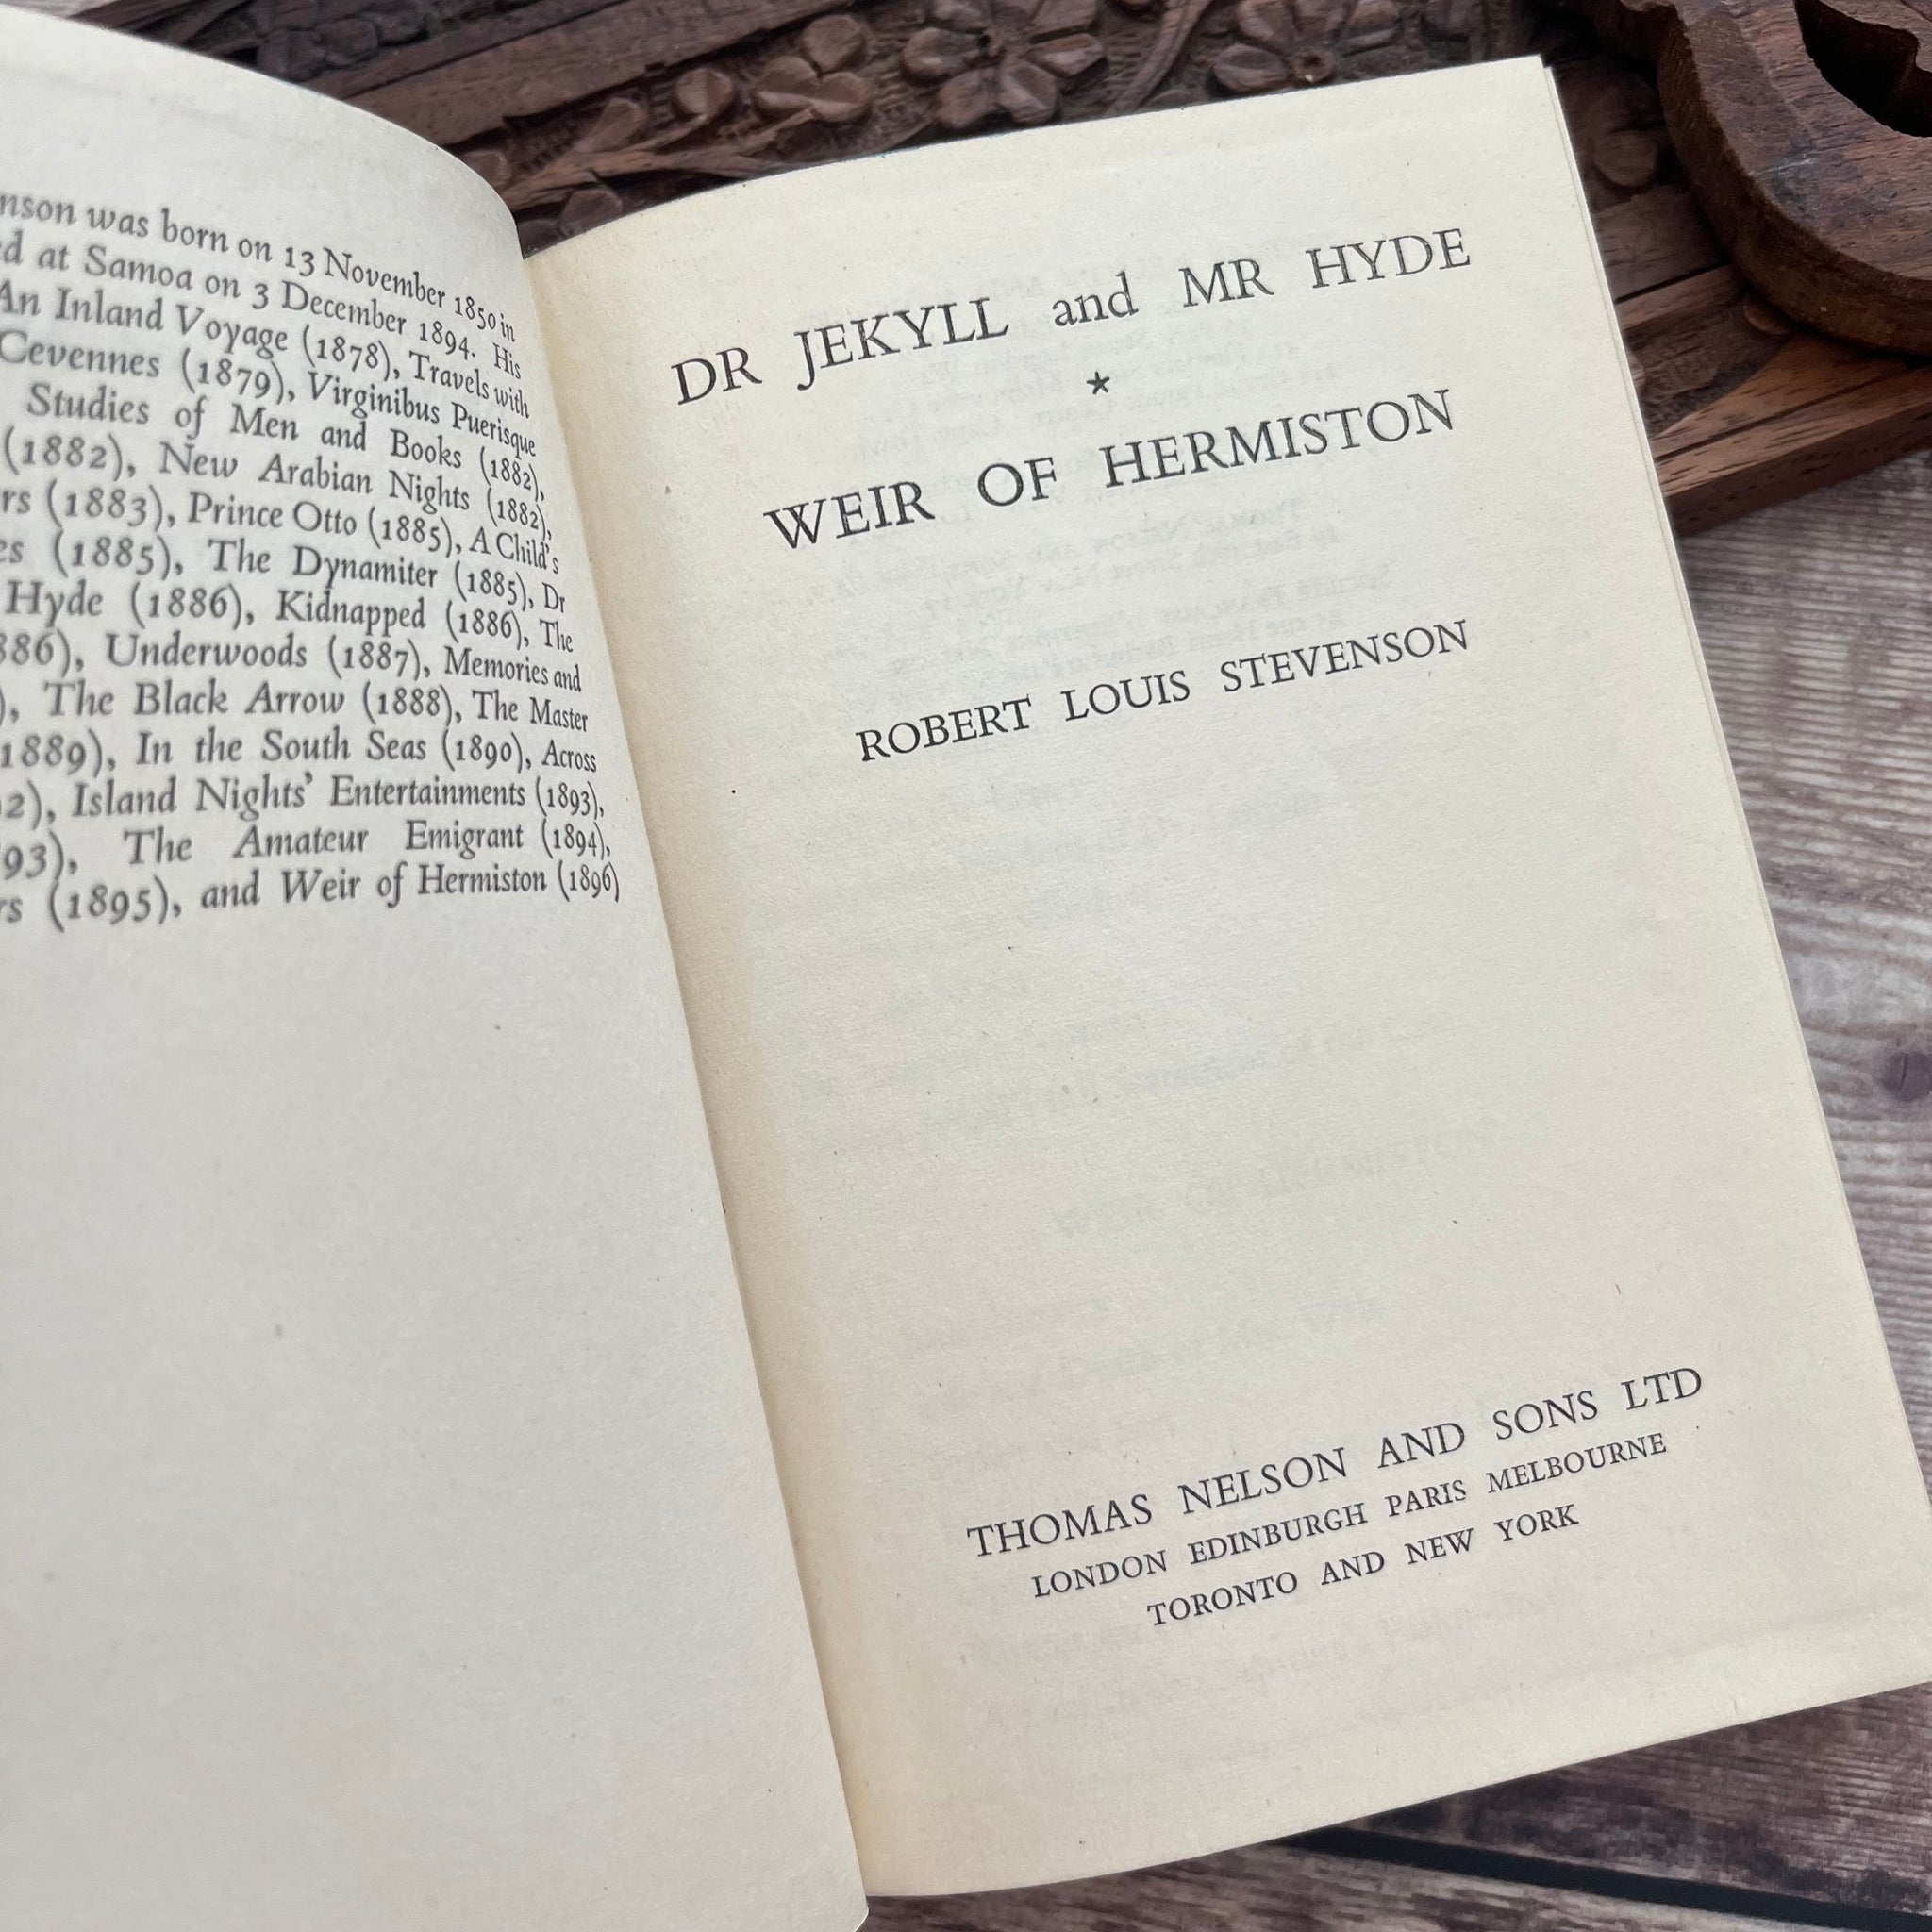 nson was born on 13 November 1850 in
ed at Samoa on 3 December 1894. His
An Inland Voyage (1878), Travels with
Cevennes (1879), Virginibus Puerisque
Studies of Men and Books (1882),
(1882), New Arabian Nights (1882),
rs (1883), Prince Otto (1885), A Child's
es (1885), The Dynamiter (1885), Dr
Hyde (1886), Kidnapped (1886), The
886), Underwoods (1887), Memories and
), The Black Arrow (1888), The Master
1889), In the South Seas (1890), Across
2), Island Nights' Entertainments (1893),
93), The Amateur Emigrant (1894),
rs (1895), and Weir of Hermiston (1896)
DR JEKYLL and MR HYDE
*
WEIR OF HERMISTON
ROBERT LOUIS STEVENSON
THOMAS NELSON AND SONS LTD
LONDON EDINBURGH PARIS MELBOURNE
TORONTO AND NEW YORK